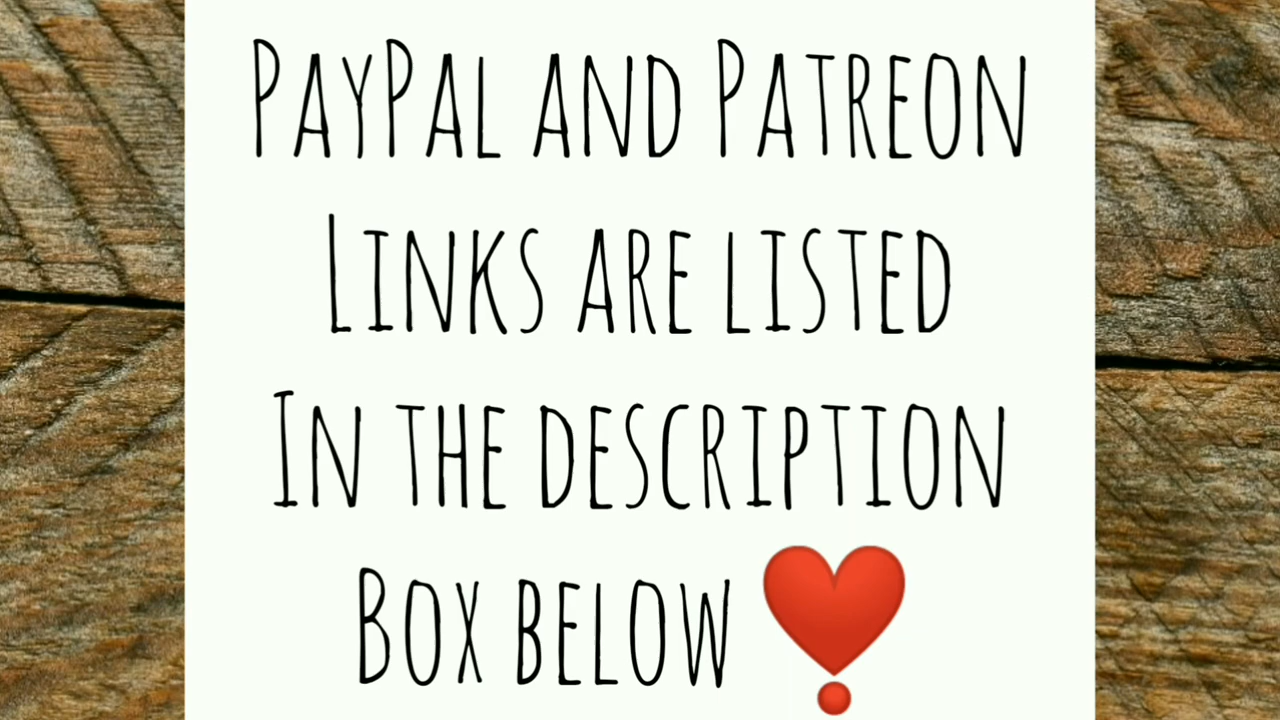 PayPal and Patreon
Links are listed
In the description
Box below ❣️